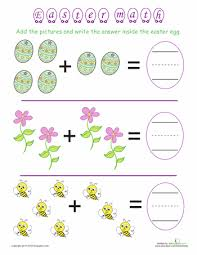 Easter math
Add the pictures and write the answer inside the easter egg.
+ =
+ =
+ =